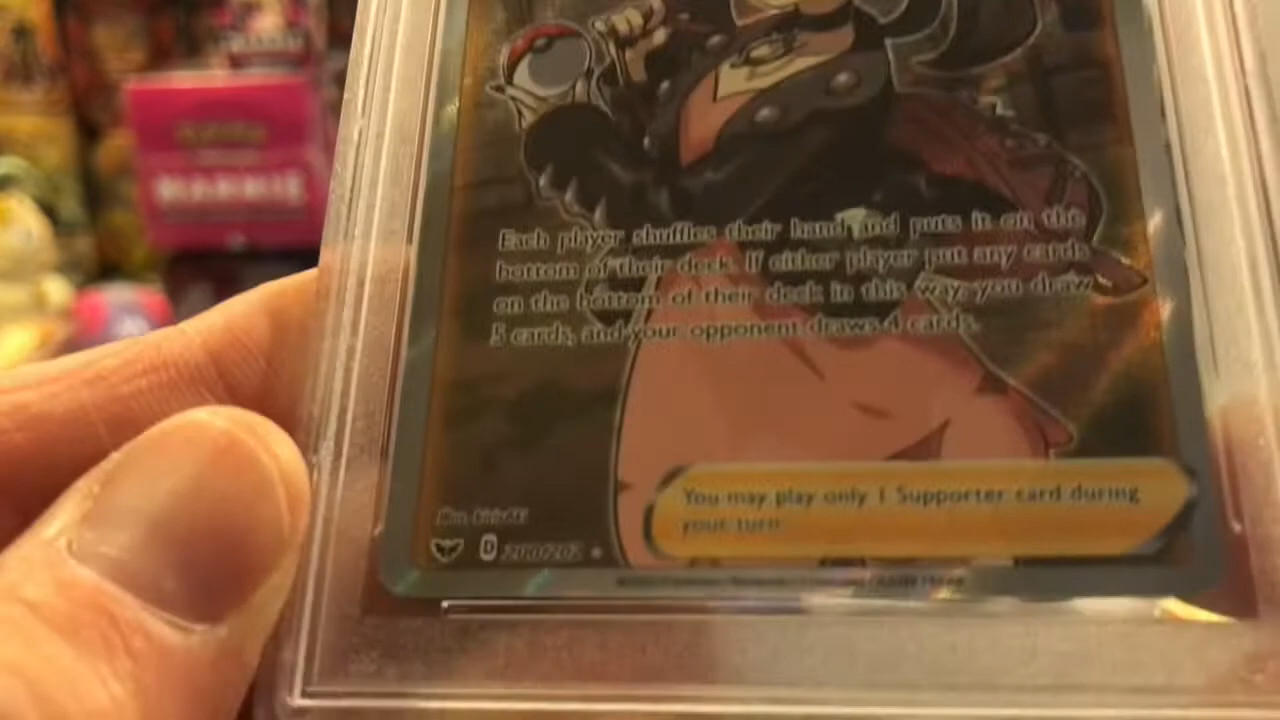 MARNIE
Each player shuffles their hand and puts it on the
bottom of their deck. If either player put any cards
on the bottom of their deck in this way, you draw
5 cards, and your opponent draws 4 cards.
You may play only 1 Supporter card during
your turn.
D 200/202